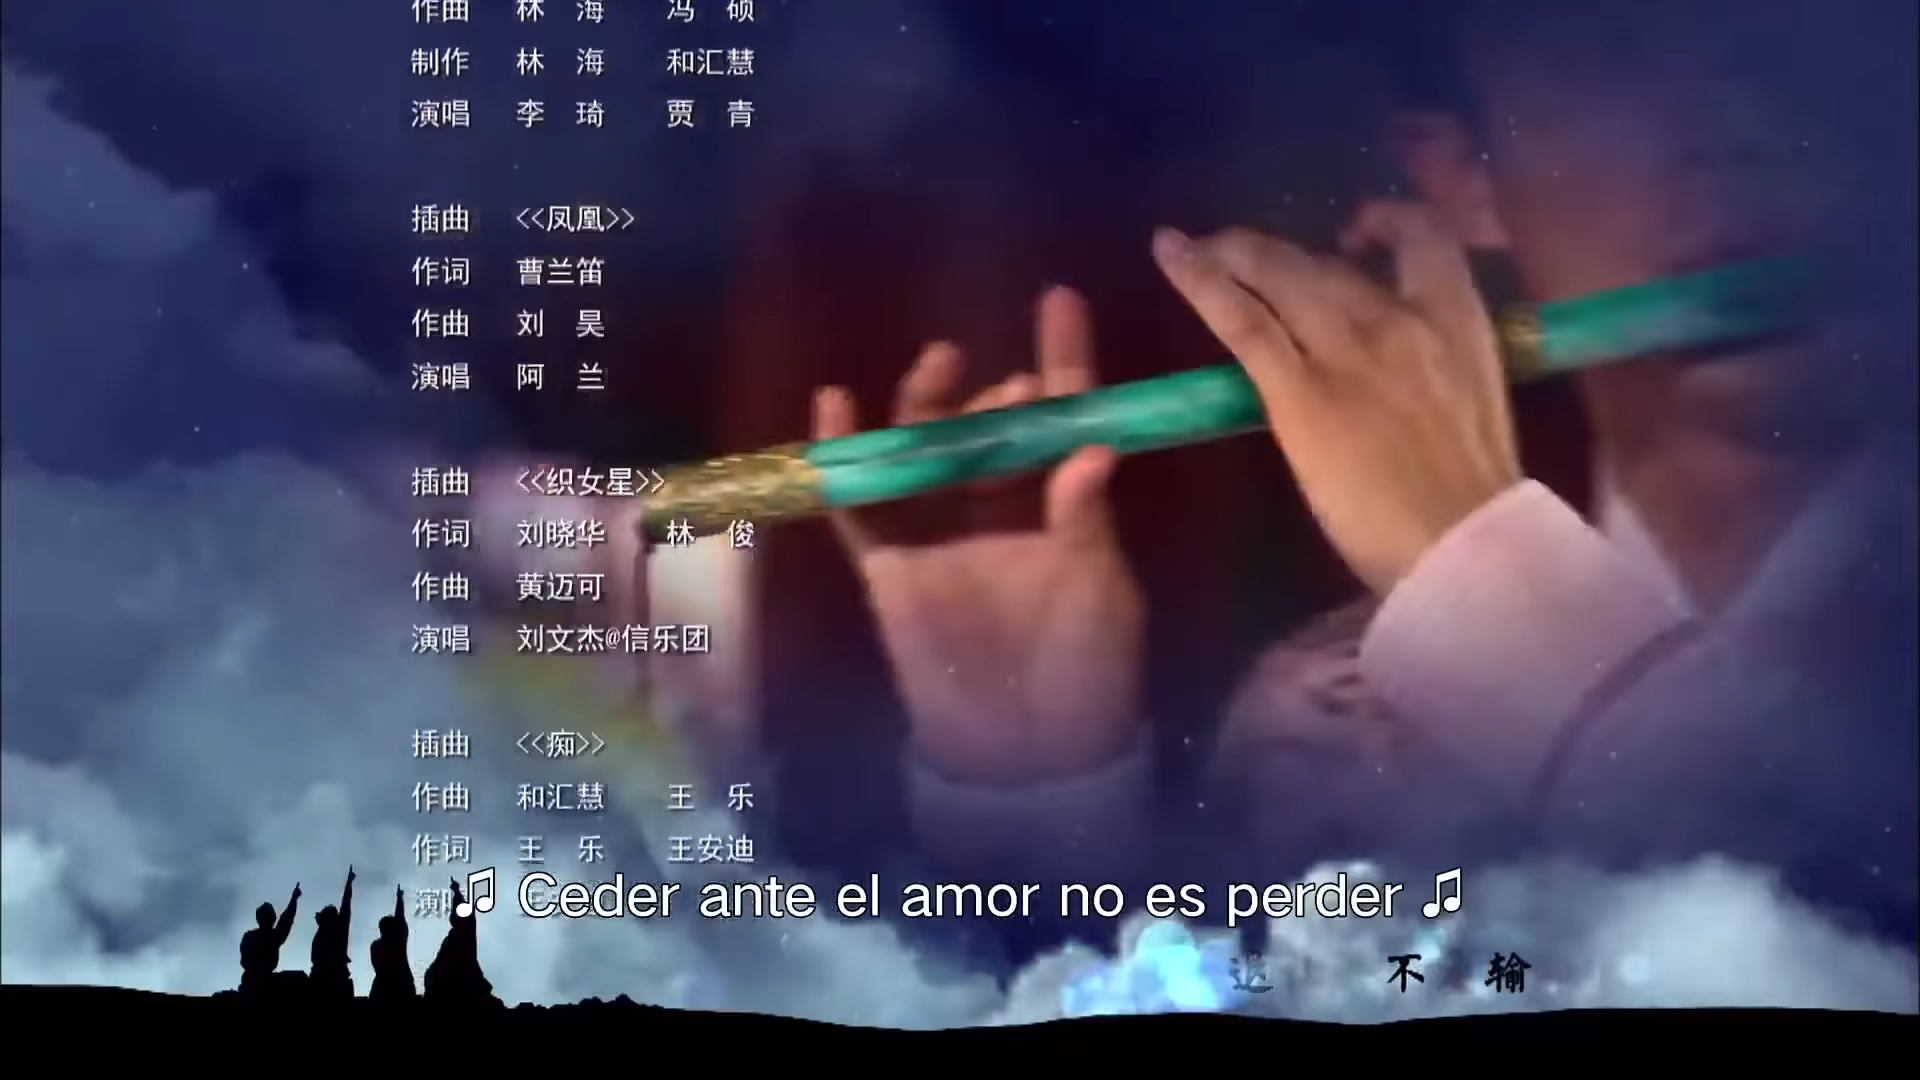 作曲 林 海 冯 硕
制作 林 海 和汇慧
演唱 李 琦 贾 青
插曲 <<凤凰>>
作词 曹兰笛
作曲 刘 昊
演唱 阿 兰
插曲 <<织女星>>
作词 刘晓华 林 俊
作曲 黄迈可
演唱 刘文杰@信乐团
插曲 <<痴>>
作曲 和汇慧 王 乐
作词 王 乐 王安迪
演
♫ Ceder ante el amor no es perder ♫
退 不 输